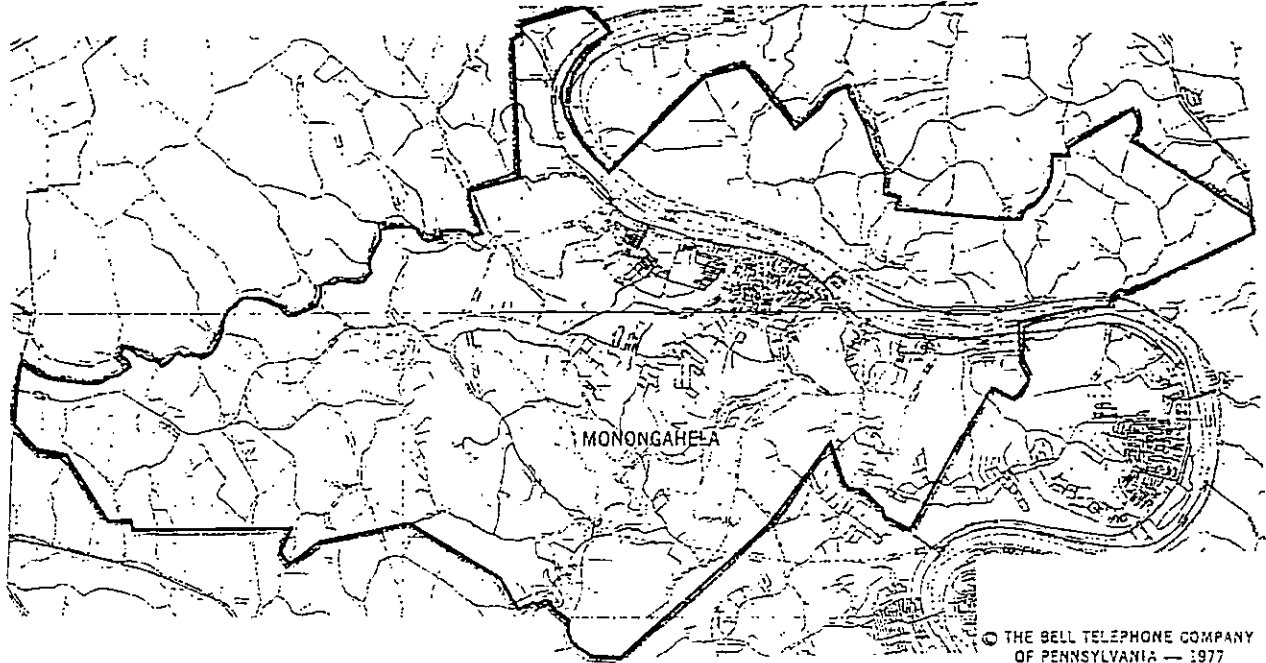 MONONGAHELA
© THE BELL TELEPHONE COMPANY
OF PENNSYLVANIA — 1977